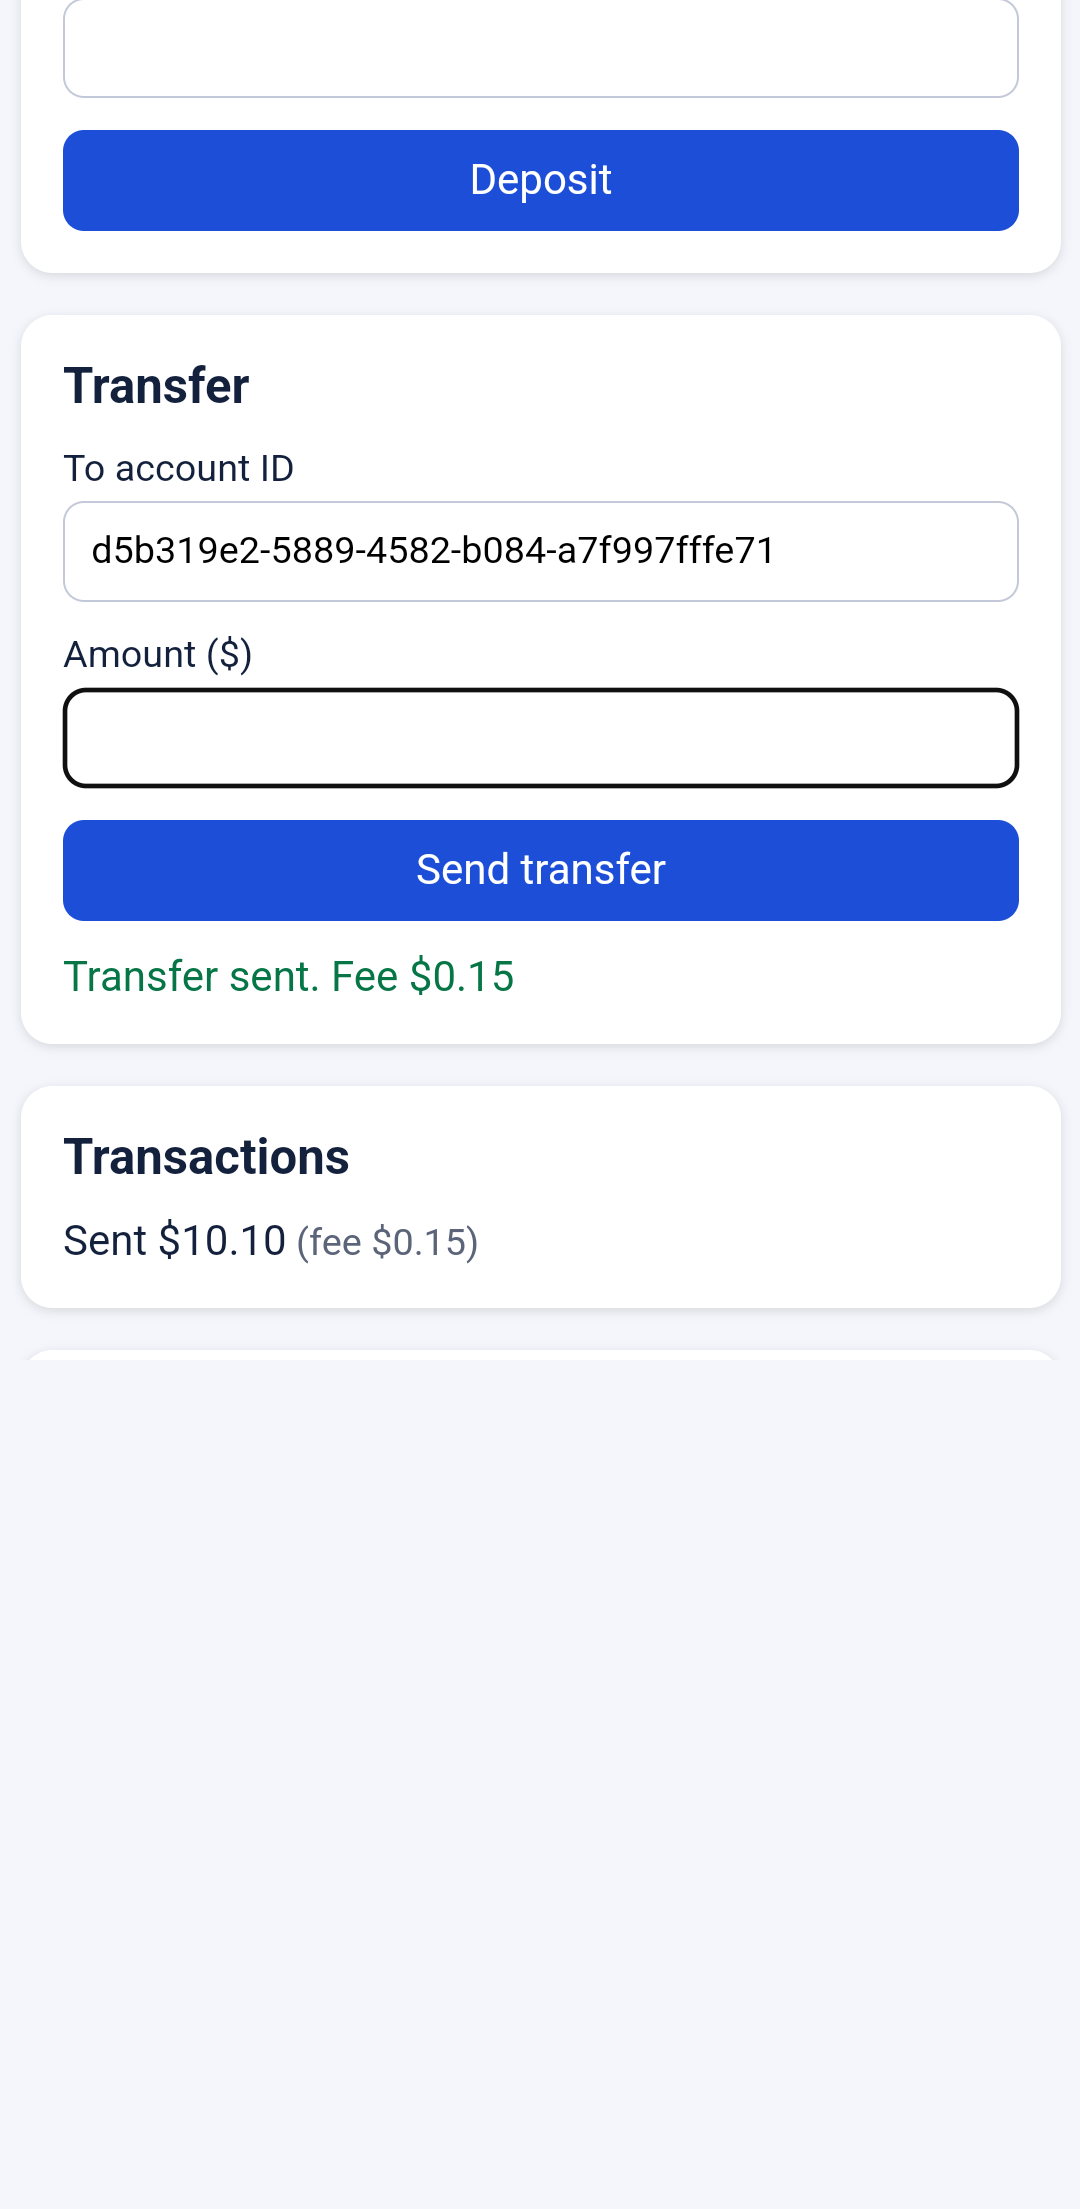 Deposit
Transfer
To account ID
d5b319e2-5889-4582-b084-a7f997fffe71
Amount ($)
Send transfer
Transfer sent. Fee $0.15
Transactions
Sent $10.10 (fee $0.15)